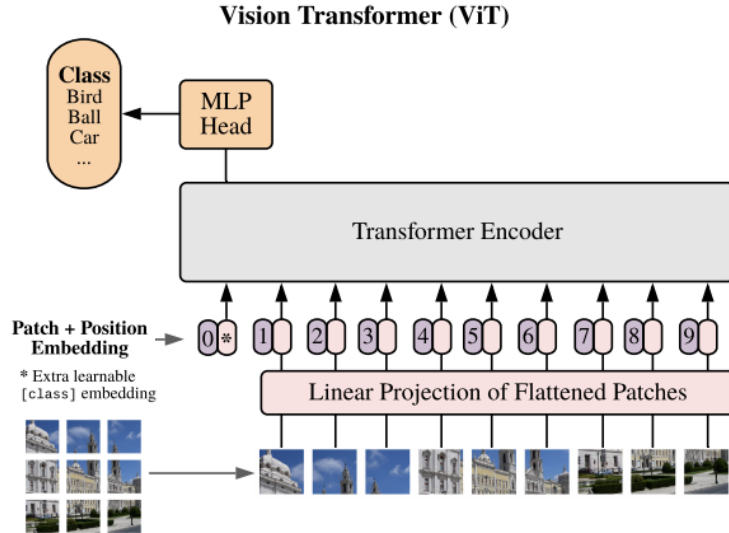 Vision Transformer (ViT)
Class
Bird
Ball
Car
...
MLP
Head
Transformer Encoder
Patch + Position
Embedding
0 * 1 2 3 4 5 6 7 8 9
* Extra learnable
[class] embedding
Linear Projection of Flattened Patches